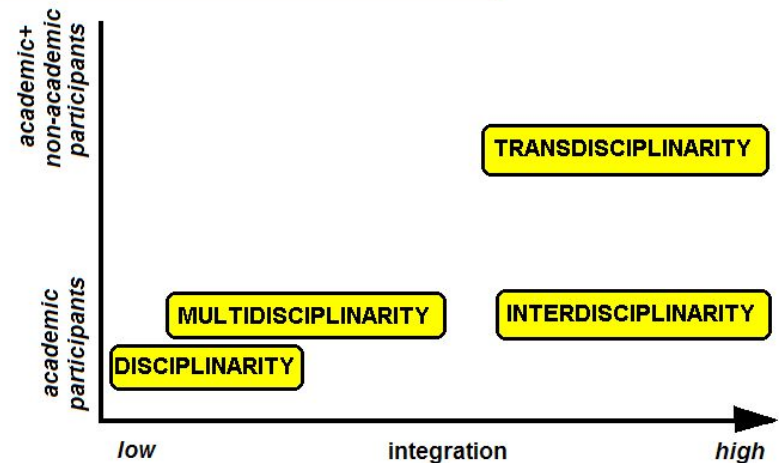 academic+
non-academic
participants
TRANSDISCIPLINARITY
academic
participants
MULTIDISCIPLINARITY
INTERDISCIPLINARITY
DISCIPLINARITY
low integration high